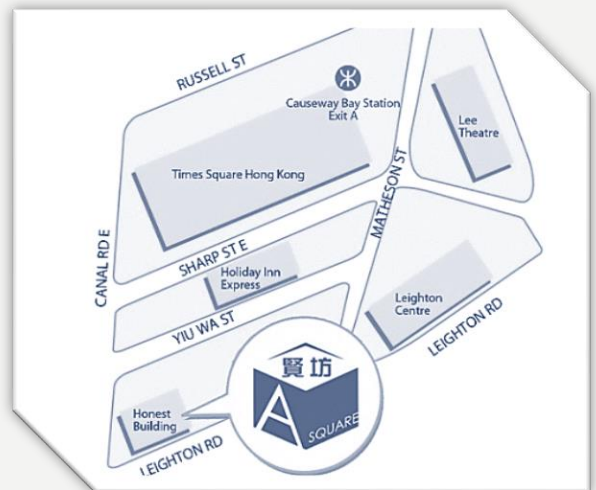 RUSSELL ST
Causeway Bay Station
Exit A
Lee
Theatre
Times Square Hong Kong
MATHESON ST
CANAL RD E
SHARP ST E
Holiday Inn
Express
YIU WA ST
Leighton
Centre
LEIGHTON RD
賢坊
A
SQUARE
Honest
Building
LEIGHTON RD